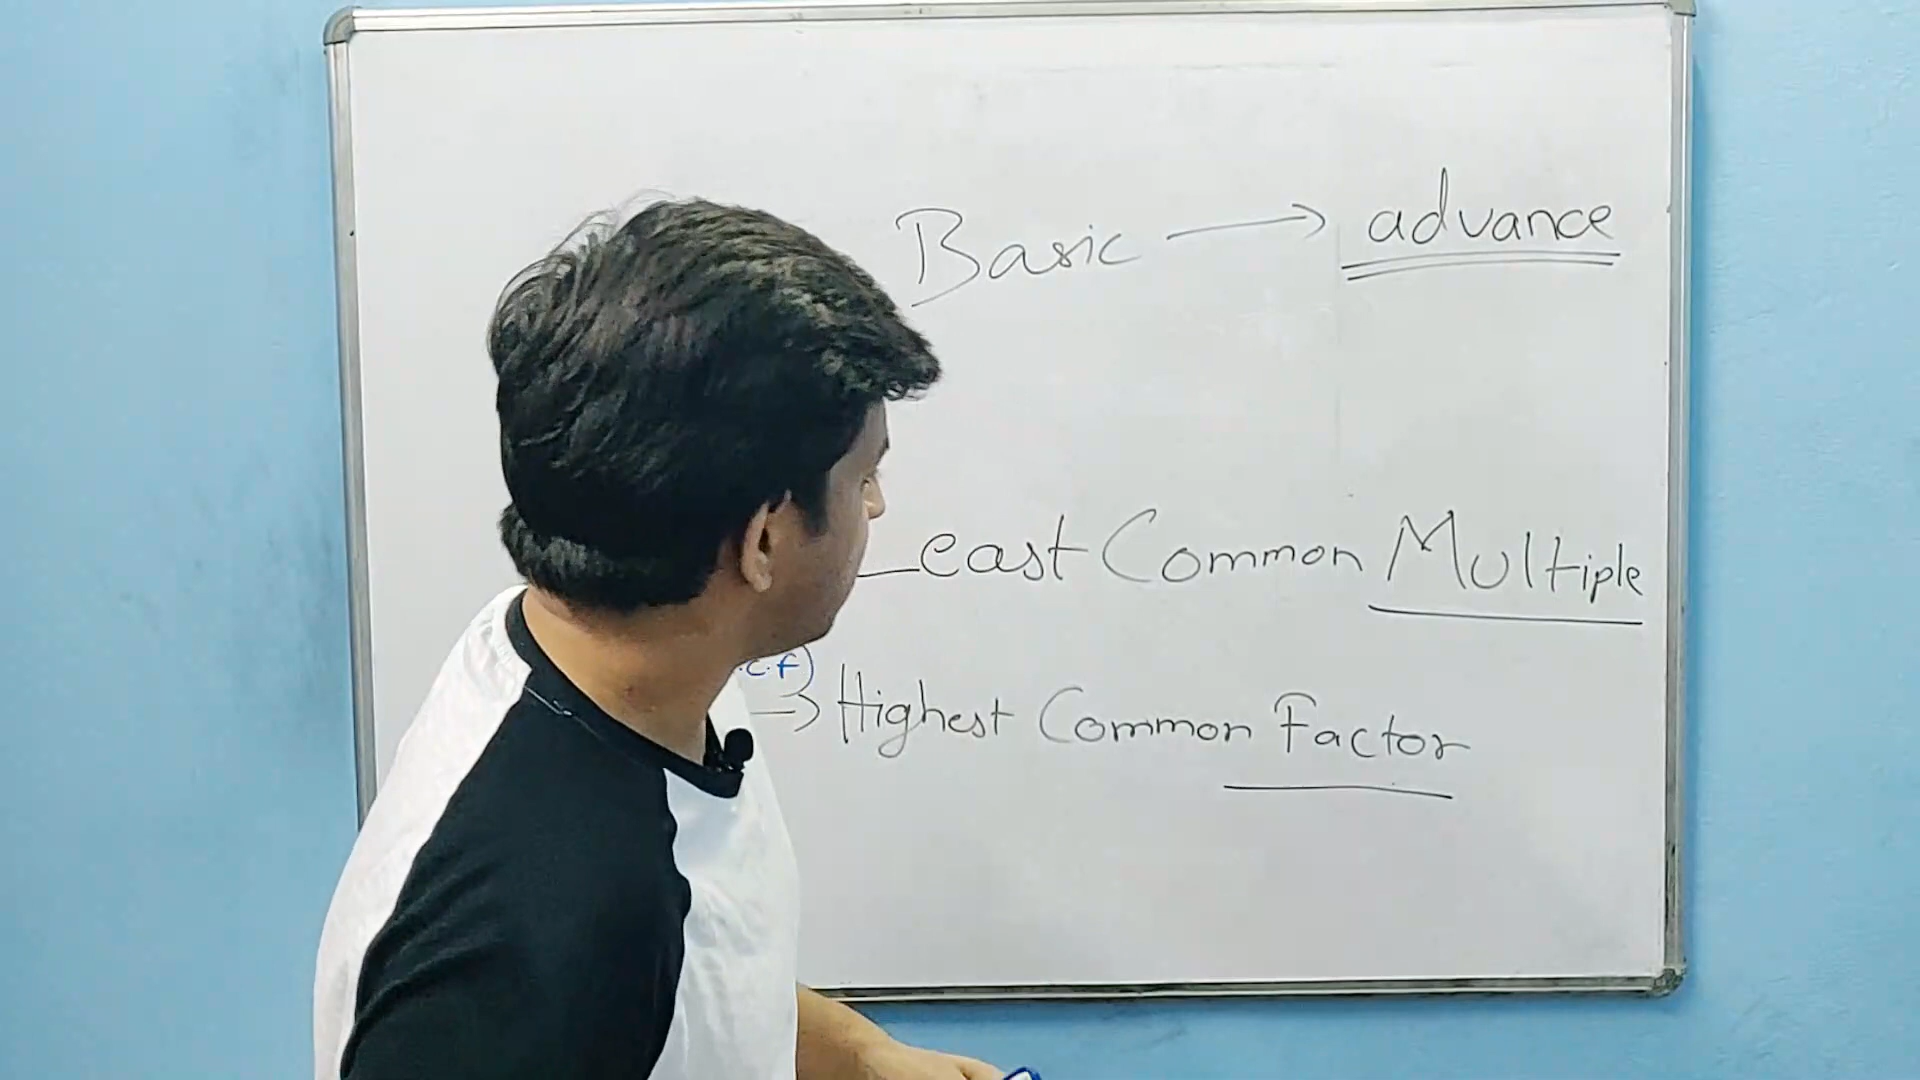 Basic → advance
Least Common Multiple
.c.f)
→ Highest Common Factor